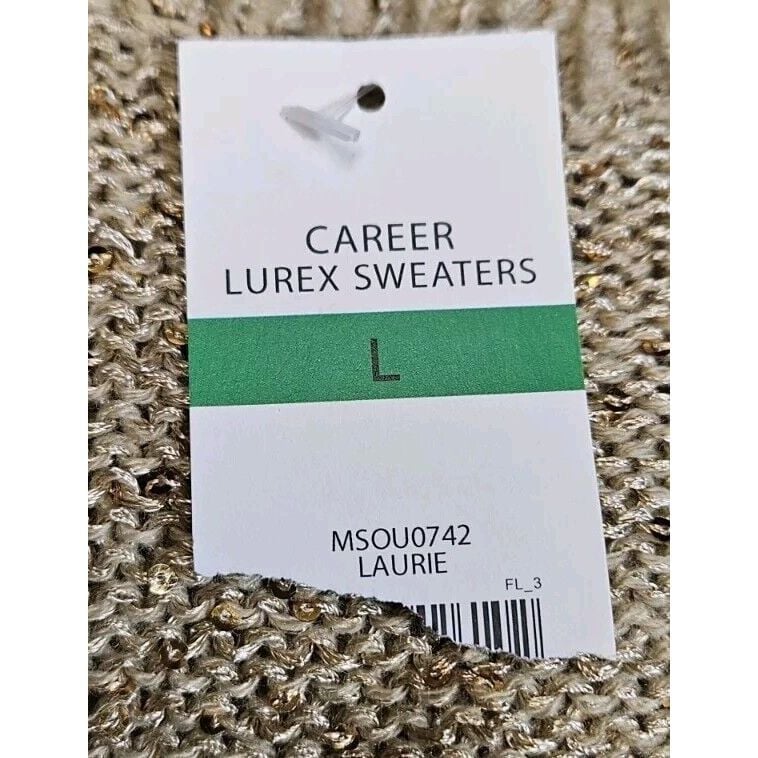 CAREER
LUREX SWEATERS
L
MSOU0742
LAURIE
FL_3